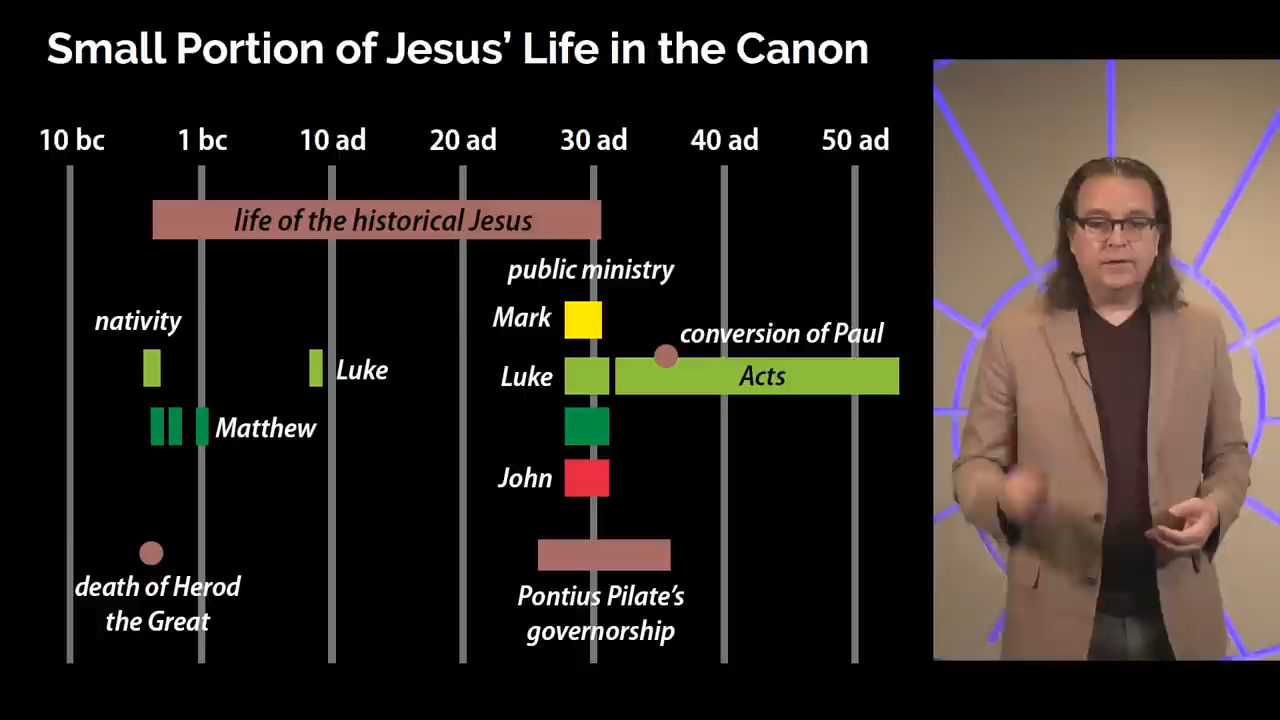 Small Portion of Jesus’ Life in the Canon
10 bc 1 bc 10 ad 20 ad 30 ad 40 ad 50 ad
life of the historical Jesus
public ministry
nativity
Mark
conversion of Paul
Luke
Luke
Acts
Matthew
John
death of Herod
the Great
Pontius Pilate’s
governorship